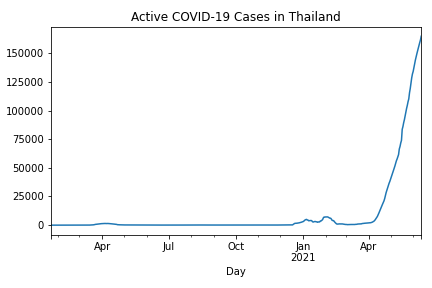 Active COVID-19 Cases in Thailand
150000
125000
100000
75000
50000
25000
0
Apr
Jul
Oct
Jan
2021
Apr
Day